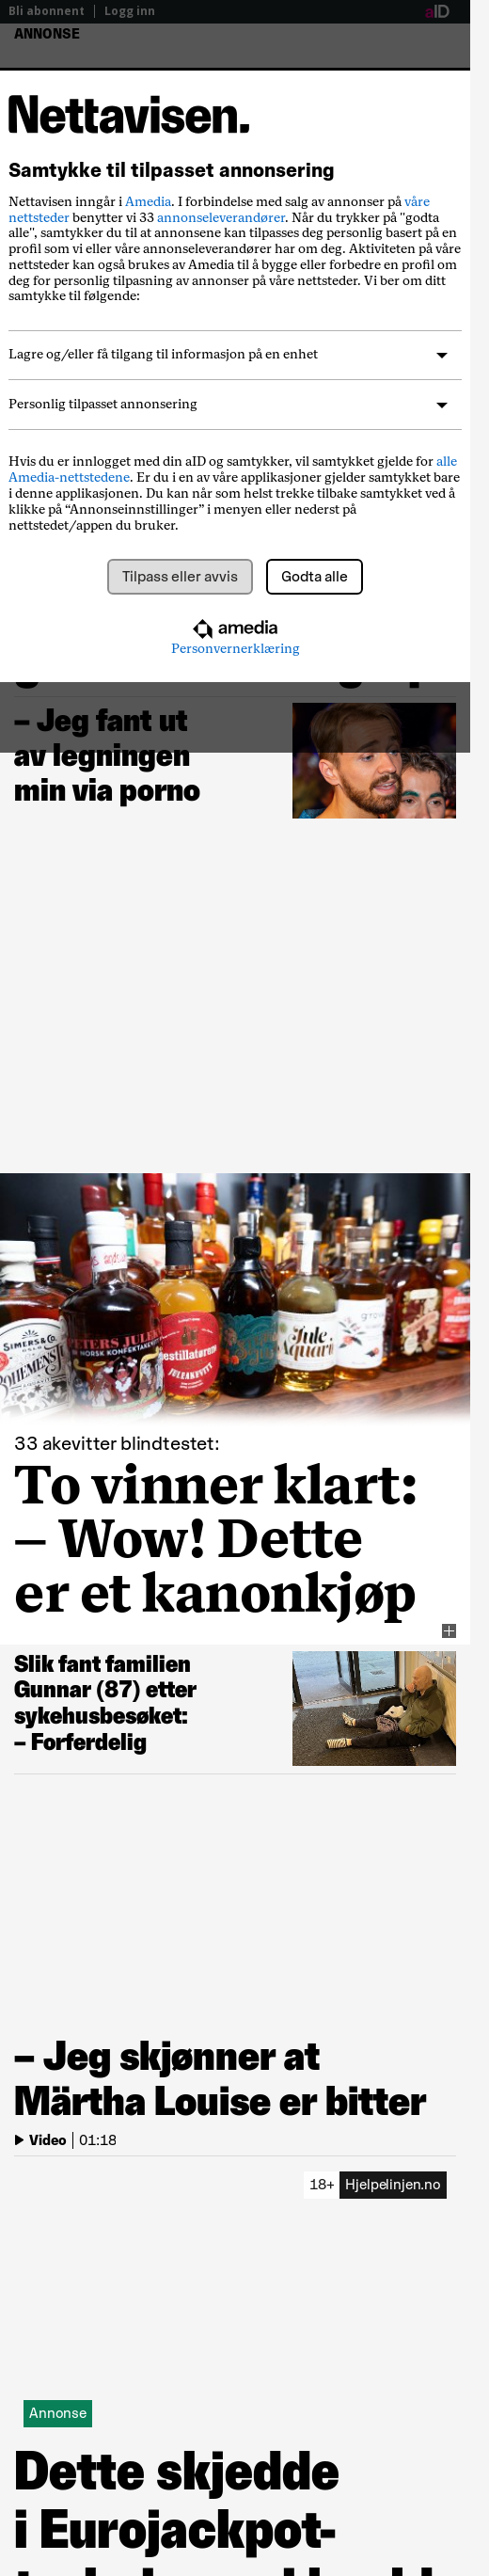 Bli abonnent | Logg inn
aID
ANNONSE
Nettavisen.
Samtykke til tilpasset annonsering
Nettavisen inngår i Amedia. I forbindelse med salg av annonser på våre
nettsteder benytter vi 33 annonseleverandører. Når du trykker på "godta
alle", samtykker du til at annonsene kan tilpasses deg personlig basert på en
profil som vi eller våre annonseleverandører har om deg. Aktiviteten på våre
nettsteder kan også brukes av Amedia til å bygge eller forbedre en profil om
deg for personlig tilpasning av annonser på våre nettsteder. Vi ber om ditt
samtykke til følgende:
Lagre og/eller få tilgang til informasjon på en enhet
Personlig tilpasset annonsering
Hvis du er innlogget med din aID og samtykker, vil samtykket gjelde for alle
Amedia-nettstedene. Er du i en av våre applikasjoner gjelder samtykket bare
i denne applikasjonen. Du kan når som helst trekke tilbake samtykket ved å
klikke på “Annonseinnstillinger” i menyen eller nederst på
nettstedet/appen du bruker.
Tilpass eller avvis
Godta alle
amedia
Personvernerklæring
– Jeg fant ut
av legningen
min via porno
SIMERS & CO.
PETERS JULE
NORSK KONFEKTAKEVITT
Destillatørum
JULEAKEVITT
Jule
Aquavit
33 akevitter blindtestet:
To vinner klart:
– Wow! Dette
er et kanonkjøp
Slik fant familien
Gunnar (87) etter
sykehusbesøket:
– Forferdelig
– Jeg skjønner at
Märtha Louise er bitter
Video | 01:18
18+ Hjelpelinjen.no
Annonse
Dette skjedde
i Eurojackpot-